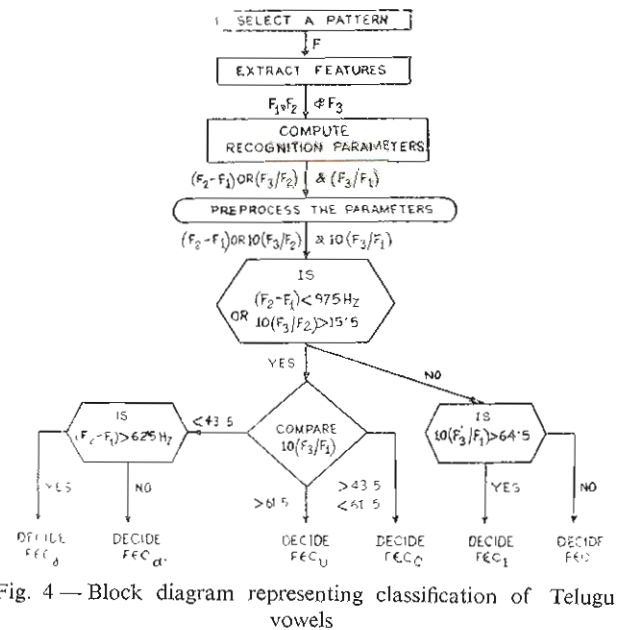 SELECT A PATTERN
F
EXTRACT FEATURES
F₁, F₂ & F₃
COMPUTE
RECOGNITION PARAMETERS
(F₂-F₁) OR (F₃/F₂) & (F₃/F₁)
PREPROCESS THE PARAMETERS
(F₂-F₁) OR 10(F₃/F₂) & 10(F₃/F₁)
IS
(F₂-F₁)<975 Hz
OR 10(F₃/F₂)>15·5
YES
NO
IS
(F₂-F₁)>625 Hz
<43 5
COMPARE
10(F₃/F₁)
IS
10(F₃/F₁)>64·5
YES
NO
>61 5
>43 5
<61 5
YES
NO
DECIDE
DECIDE
DECIDE
DECIDE
DECIDE
DECIDE
Fig. 4 — Block diagram representing classification of Telugu
vowels